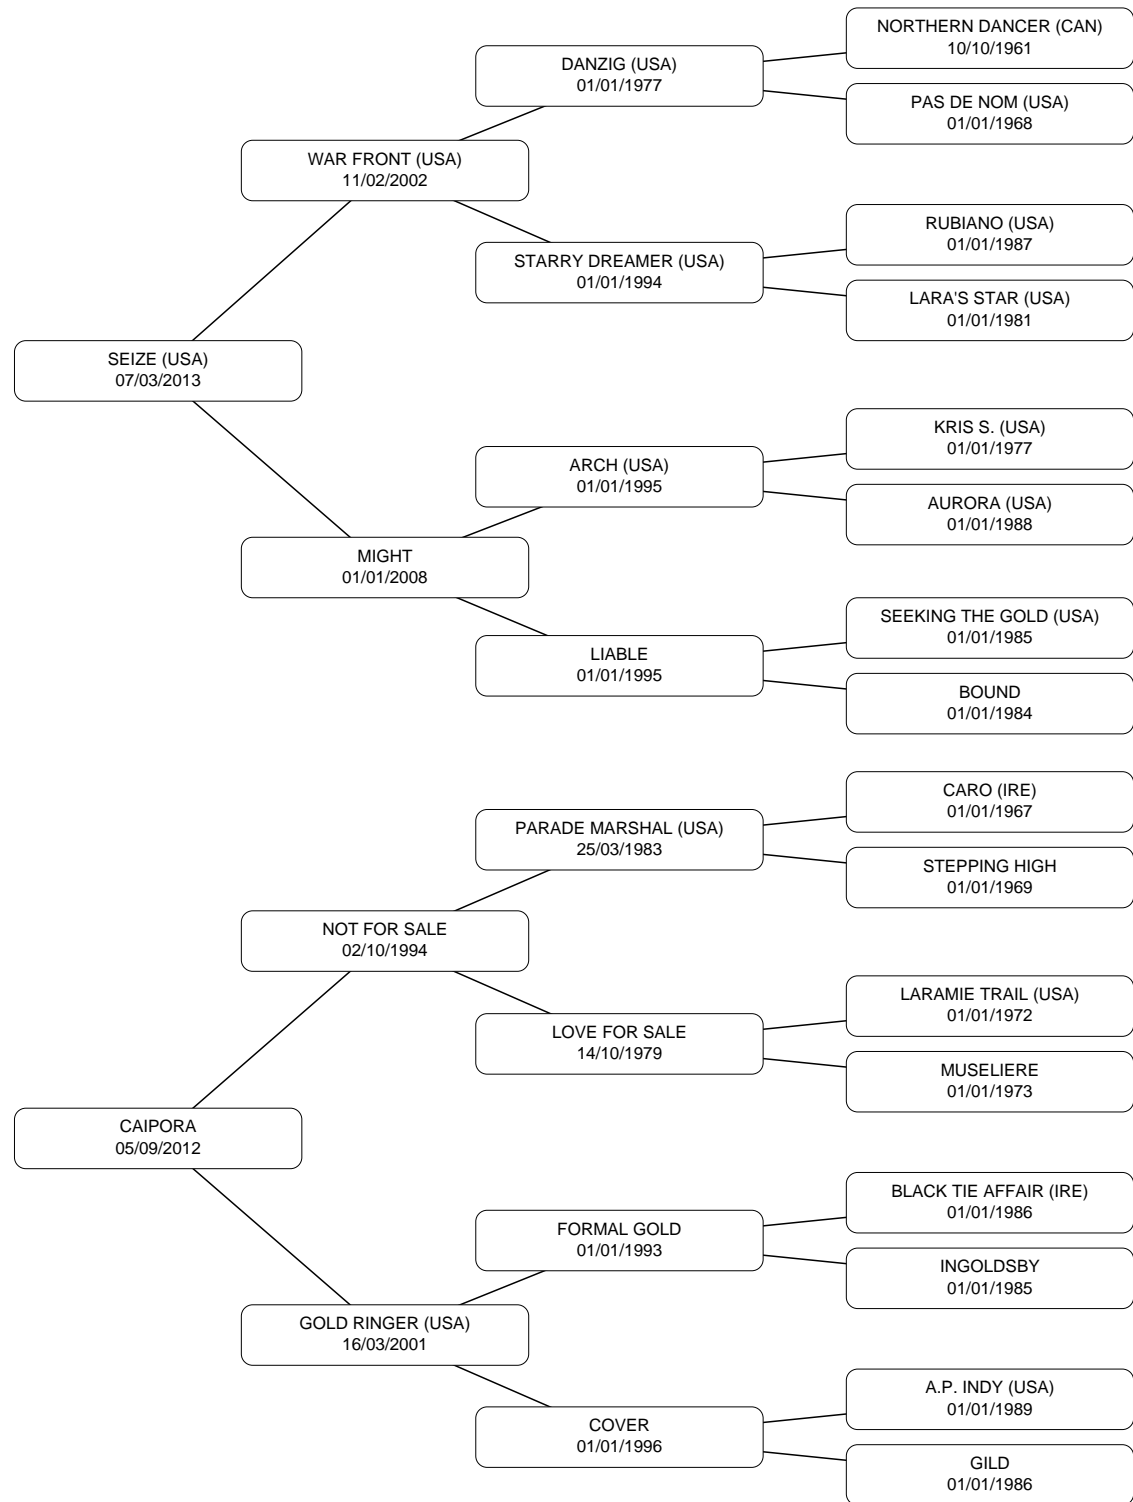 NORTHERN DANCER (CAN)
10/10/1961
DANZIG (USA)
01/01/1977
PAS DE NOM (USA)
01/01/1968
WAR FRONT (USA)
11/02/2002
RUBIANO (USA)
01/01/1987
STARRY DREAMER (USA)
01/01/1994
LARA'S STAR (USA)
01/01/1981
SEIZE (USA)
07/03/2013
KRIS S. (USA)
01/01/1977
ARCH (USA)
01/01/1995
AURORA (USA)
01/01/1988
MIGHT
01/01/2008
SEEKING THE GOLD (USA)
01/01/1985
LIABLE
01/01/1995
BOUND
01/01/1984
CARO (IRE)
01/01/1967
PARADE MARSHAL (USA)
25/03/1983
STEPPING HIGH
01/01/1969
NOT FOR SALE
02/10/1994
LARAMIE TRAIL (USA)
01/01/1972
LOVE FOR SALE
14/10/1979
MUSELIERE
01/01/1973
CAIPORA
05/09/2012
BLACK TIE AFFAIR (IRE)
01/01/1986
FORMAL GOLD
01/01/1993
INGOLDSBY
01/01/1985
GOLD RINGER (USA)
16/03/2001
A.P. INDY (USA)
01/01/1989
COVER
01/01/1996
GILD
01/01/1986